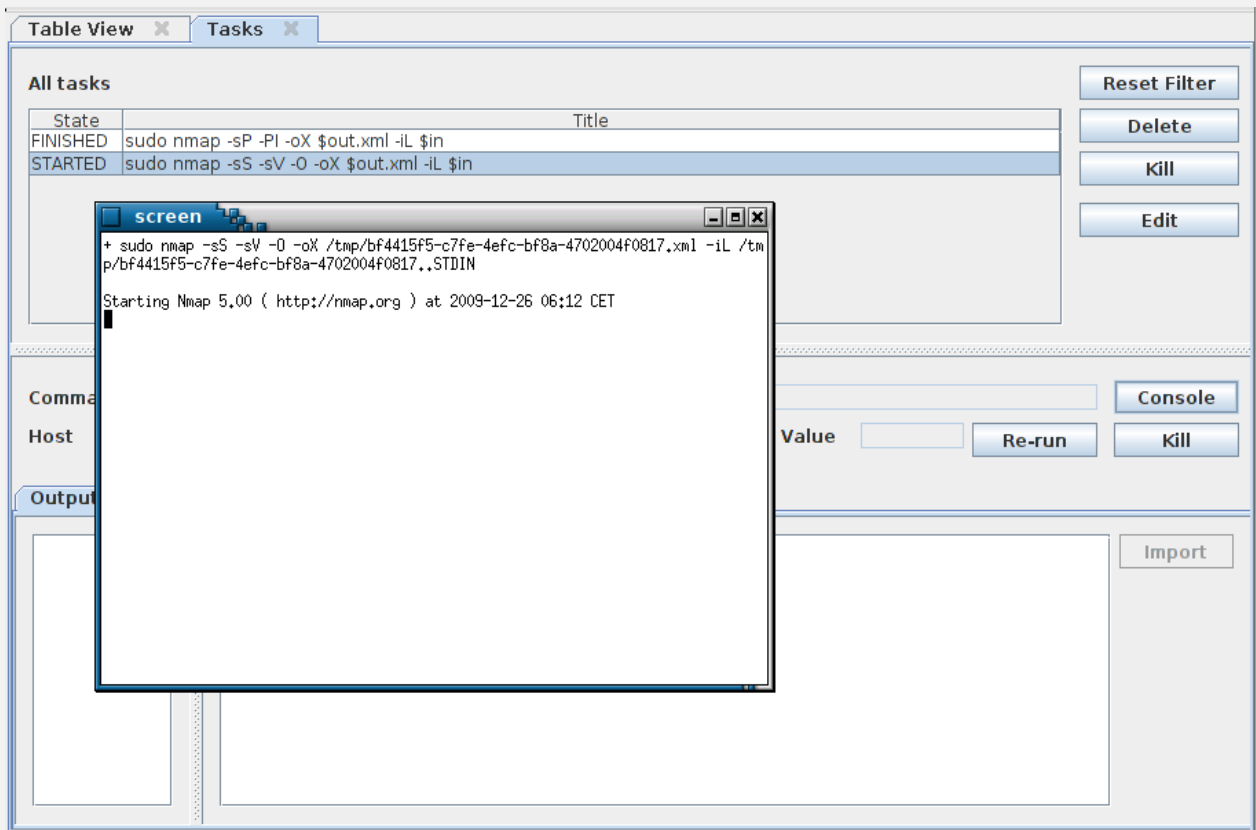 Table View Tasks
All tasks
Reset Filter
State Title
Delete
FINISHED sudo nmap -sP -PI -oX $out.xml -iL $in
STARTED sudo nmap -sS -sV -O -oX $out.xml -iL $in
Kill
Edit
screen
+ sudo nmap -sS -sV -O -oX /tmp/bf4415f5-c7fe-4efc-bf8a-4702004f0817.xml -iL /tm
p/bf4415f5-c7fe-4efc-bf8a-4702004f0817..STDIN
Starting Nmap 5.00 ( http://nmap.org ) at 2009-12-26 06:12 CET
Comma
Console
Host Value Re-run Kill
Output
Import